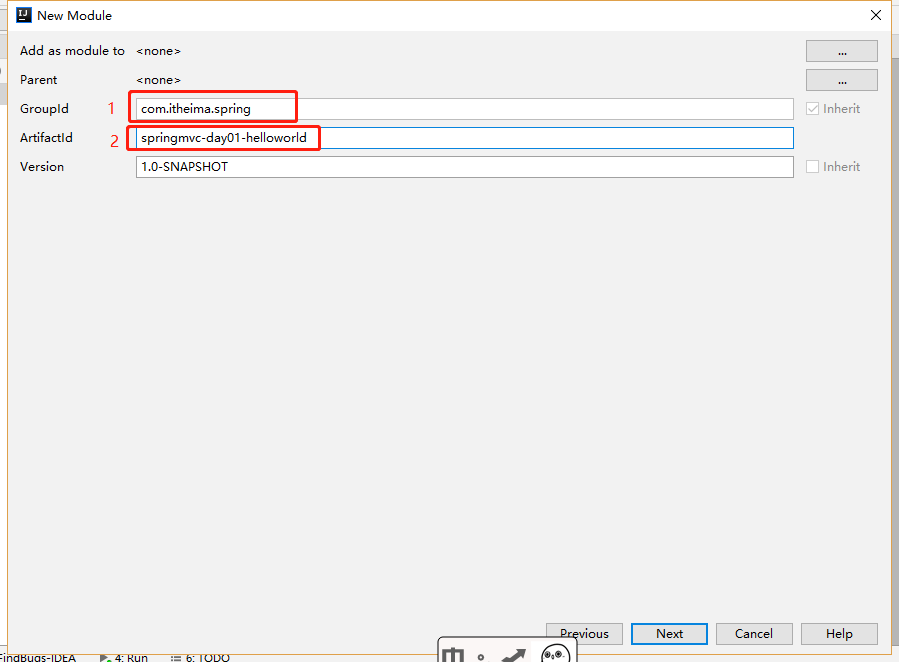 New Module
Add as module to <none> ...
Parent <none> ...
GroupId 1 com.itheima.spring Inherit
ArtifactId 2 springmvc-day01-helloworld
Version 1.0-SNAPSHOT Inherit
Previous Next Cancel Help
FindBugs-IDEA 4: Run 6: TODO